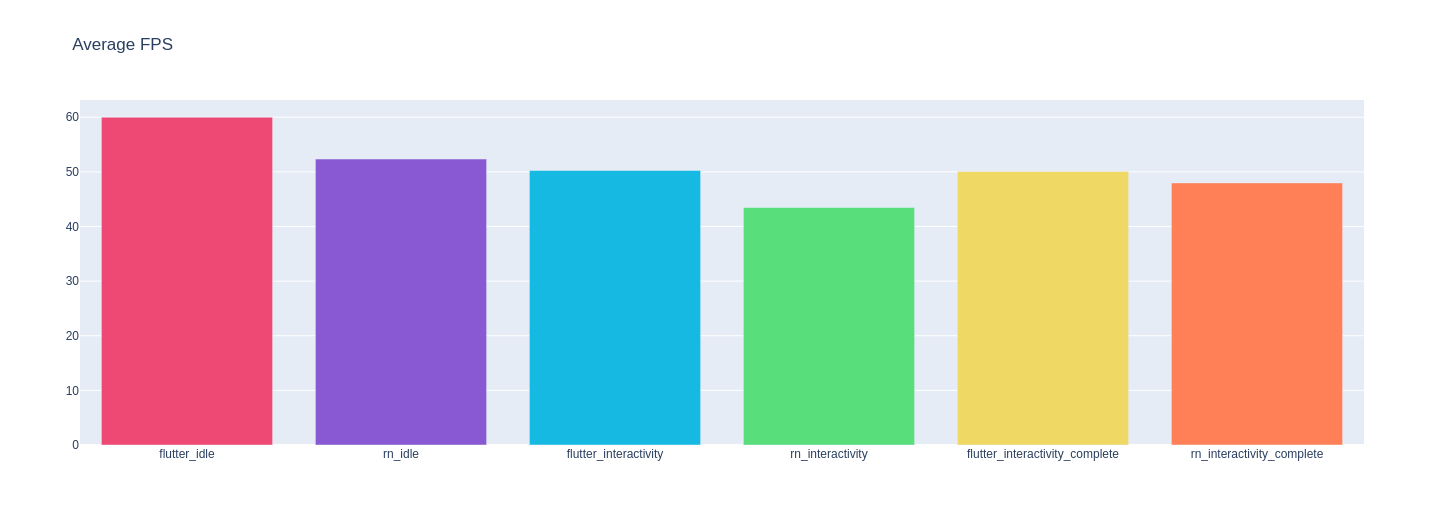 Average FPS
60
50
40
30
20
10
0
flutter_idle
rn_idle
flutter_interactivity
rn_interactivity
flutter_interactivity_complete
rn_interactivity_complete